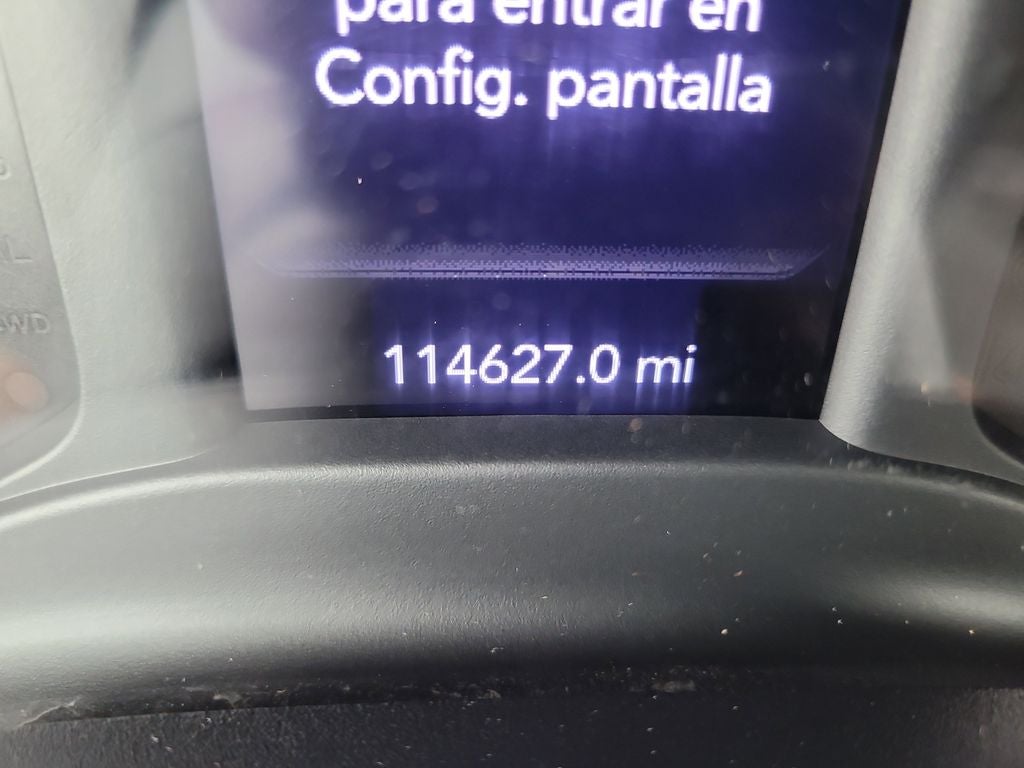 para entrar en
Config. pantalla
114627.0 mi